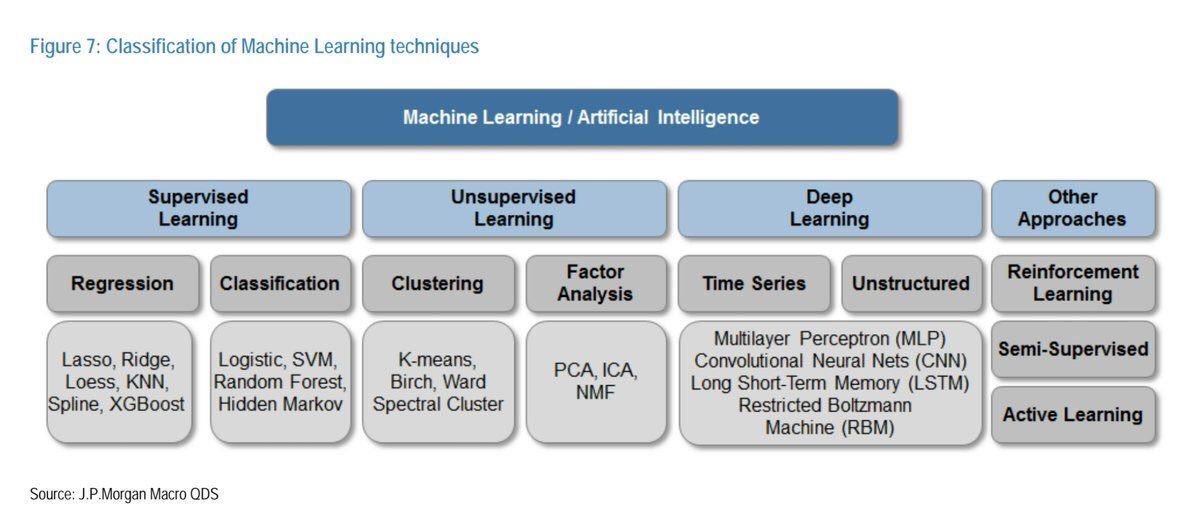 Figure 7: Classification of Machine Learning techniques
Machine Learning / Artificial Intelligence
Supervised
Learning
Unsupervised
Learning
Deep
Learning
Other
Approaches
Regression
Classification
Clustering
Factor
Analysis
Time Series
Unstructured
Reinforcement
Learning
Lasso, Ridge,
Loess, KNN,
Spline, XGBoost
Logistic, SVM,
Random Forest,
Hidden Markov
K-means,
Birch, Ward
Spectral Cluster
PCA, ICA,
NMF
Multilayer Perceptron (MLP)
Convolutional Neural Nets (CNN)
Long Short-Term Memory (LSTM)
Restricted Boltzmann
Machine (RBM)
Semi-Supervised
Active Learning
Source: J.P.Morgan Macro QDS